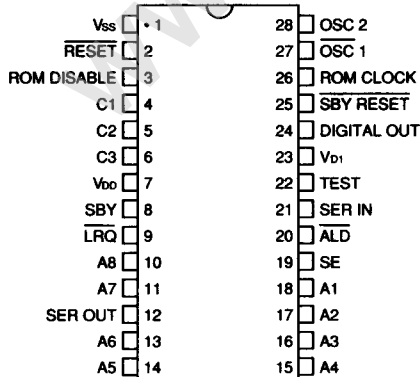 Vss • 1 28 OSC 2
RESET 2 27 OSC 1
ROM DISABLE 3 26 ROM CLOCK
C1 4 25 SBY RESET
C2 5 24 DIGITAL OUT
C3 6 23 VD1
VDD 7 22 TEST
SBY 8 21 SER IN
LRQ 9 20 ALD
A8 10 19 SE
A7 11 18 A1
SER OUT 12 17 A2
A6 13 16 A3
A5 14 15 A4